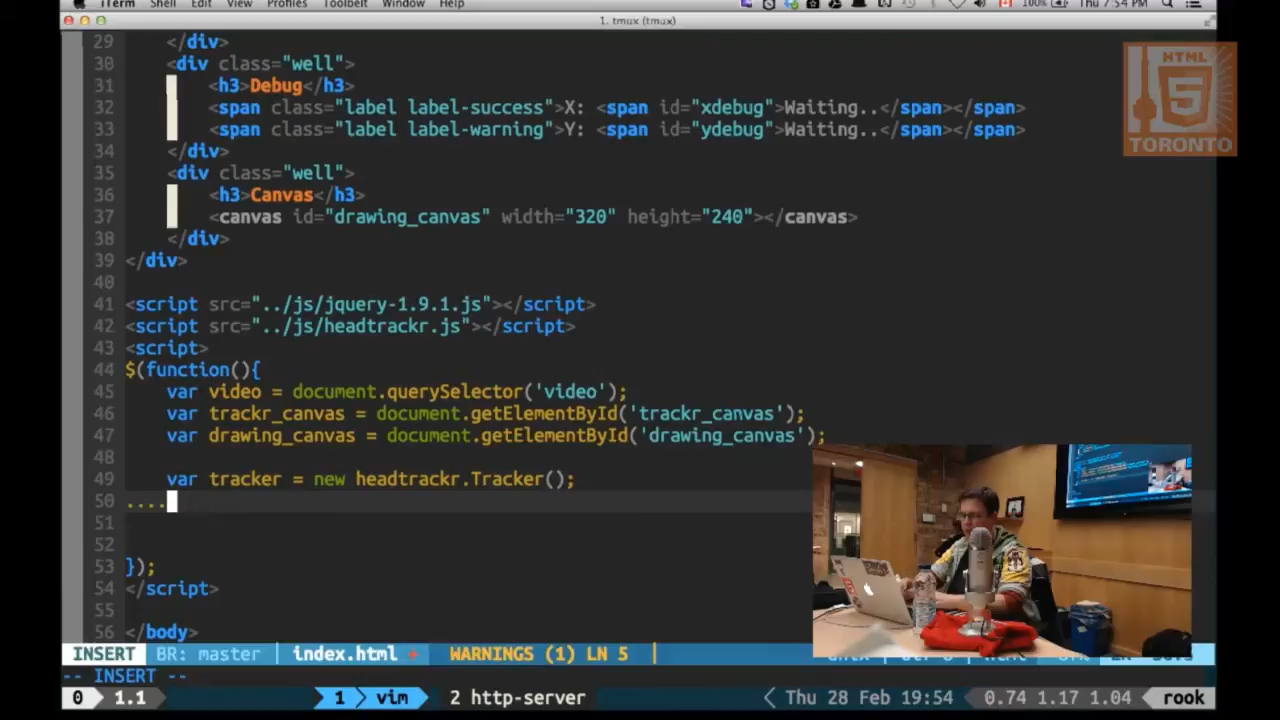 iTerm Shell Edit View Profiles Toolbelt Window Help 100% Thu 7:54 PM
1. tmux (tmux)
29 </div>
30 <div class="well">
31 <h3>Debug</h3>
32 <span class="label label-success">X: <span id="xdebug">Waiting..</span></span>
33 <span class="label label-warning">Y: <span id="ydebug">Waiting..</span></span>
34 </div>
35 <div class="well">
36 <h3>Canvas</h3>
37 <canvas id="drawing_canvas" width="320" height="240"></canvas>
38 </div>
39 </div>
40
41 <script src="../js/jquery-1.9.1.js"></script>
42 <script src="../js/headtrackr.js"></script>
43 <script>
44 $(function(){
45 var video = document.querySelector('video');
46 var trackr_canvas = document.getElementById('trackr_canvas');
47 var drawing_canvas = document.getElementById('drawing_canvas');
48
49 var tracker = new headtrackr.Tracker();
50 ....
51
52
53 });
54 </script>
55
56 </body>
INSERT BR: master index.html + WARNINGS (1) LN 5
-- INSERT --
0 1.1 1 vim 2 http-server Thu 28 Feb 19:54 0.74 1.17 1.04 rook
HTML
5
TORONTO